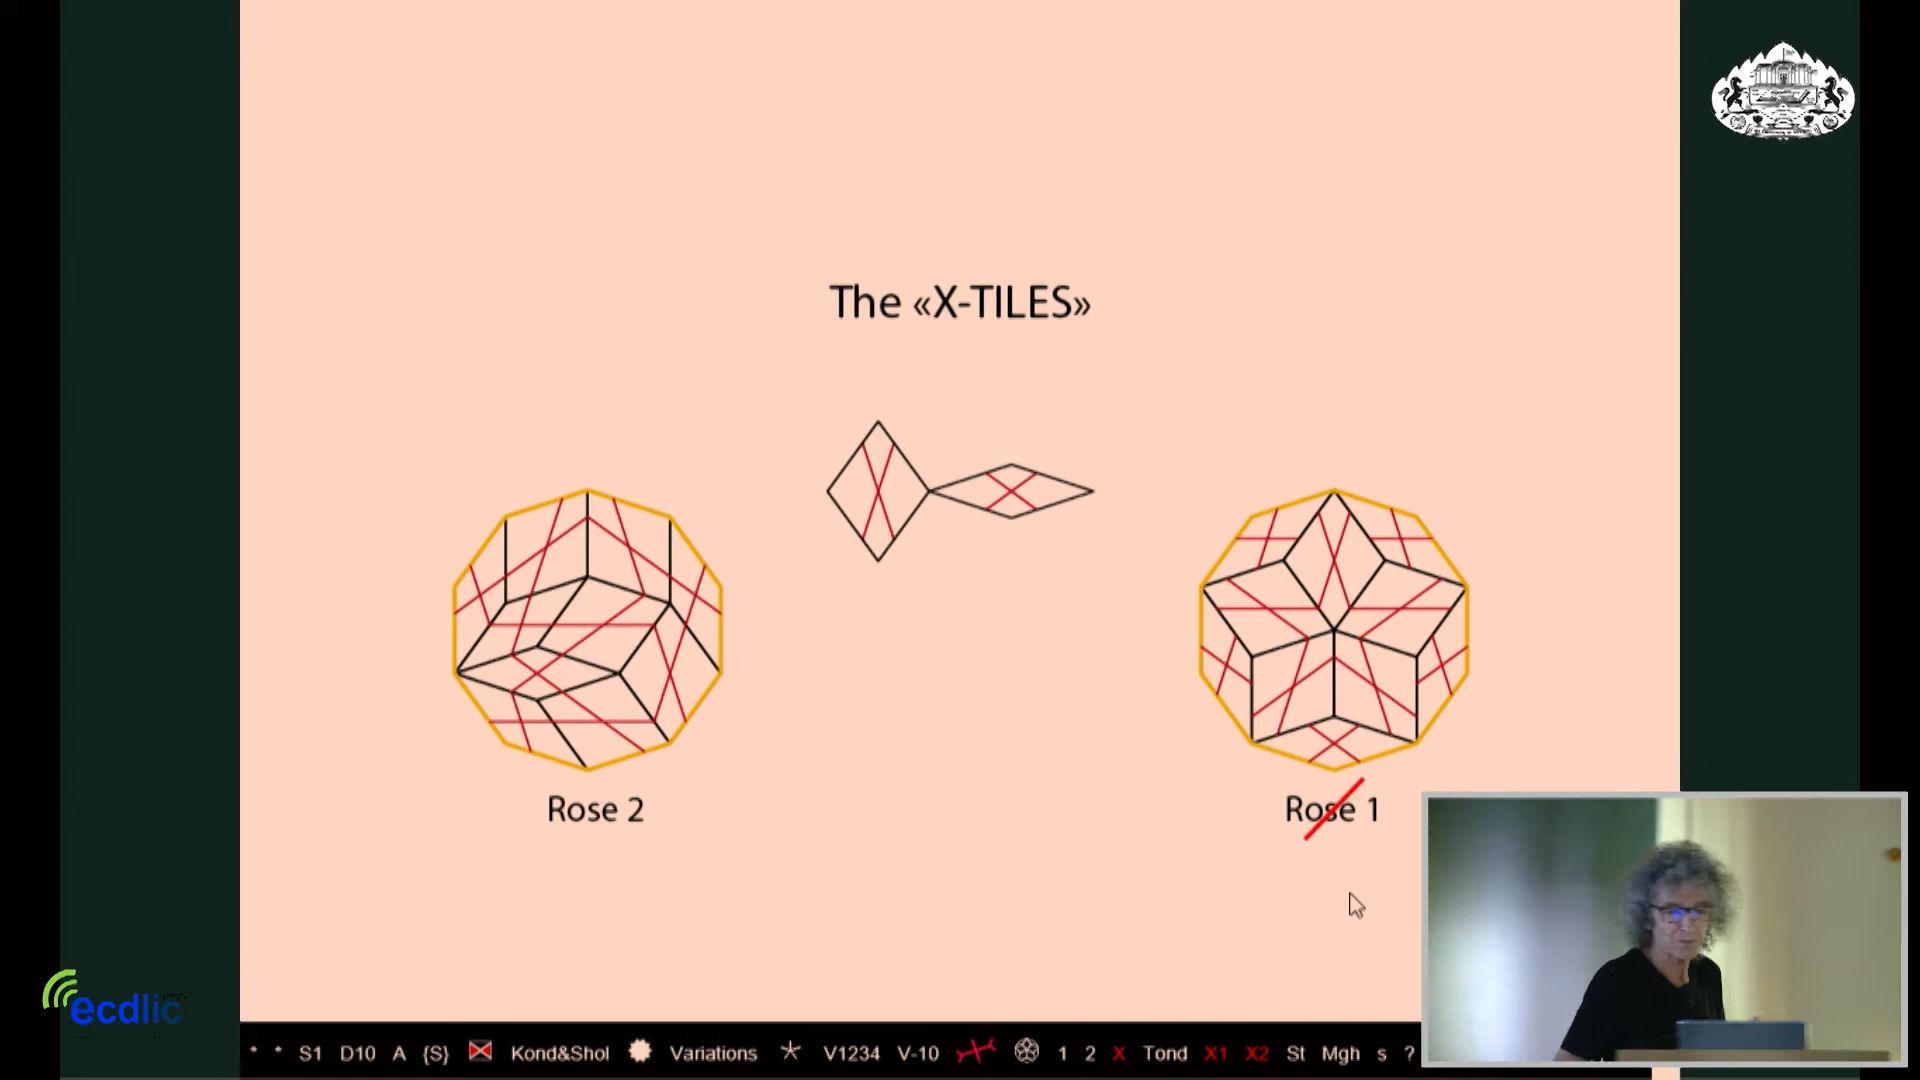 The «X-TILES»
Rose 2
Rose 1
ecdlic
* * S1 D10 A {S} Kond&Shol Variations V1234 V-10 1 2 X Tond X1 X2 St Mgh s ?